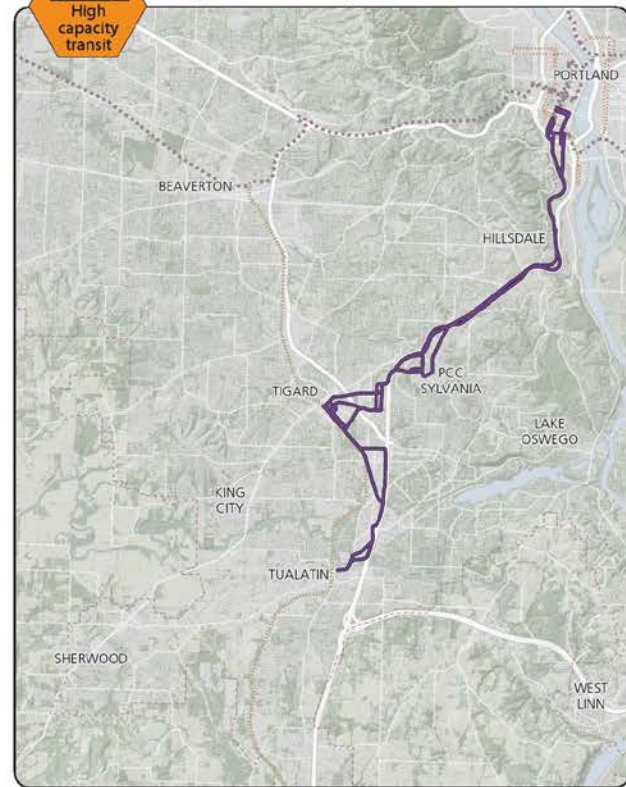 High
capacity
transit
PORTLAND
BEAVERTON
HILLSDALE
PCC
SYLVANIA
TIGARD
LAKE
OSWEGO
KING
CITY
TUALATIN
SHERWOOD
WEST
LINN